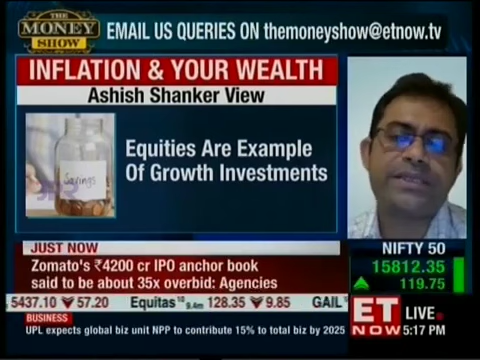 THE
MONEY
SHOW
EMAIL US QUERIES ON themoneyshow@etnow.tv
INFLATION & YOUR WEALTH
Ashish Shanker View
Savings
Equities Are Example
Of Growth Investments
JUST NOW
Zomato's ₹4200 cr IPO anchor book
said to be about 35x overbid: Agencies
NIFTY 50
15812.35
119.75
5437.10 57.20 Equitas 9.4m 128.35 9.85 GAIL
BUSINESS
UPL expects global biz unit NPP to contribute 15% to total biz by 2025
ET
NOW
LIVE
5:17 PM